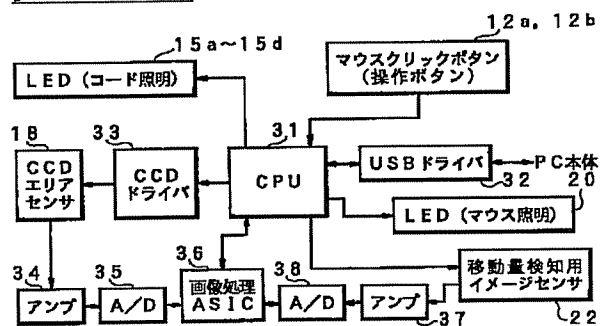 12a, 12b
15a~15d
LED(コード照明)
マウスクリックボタン
(操作ボタン)
18
33
31
CCD
エリア
センサ
CCD
ドライバ
CPU
USBドライバ
PC本体
32
20
LED(マウス照明)
34
35
36
38
アンプ
A/D
画像処理
ASIC
A/D
アンプ
移動量検知用
イメージセンサ
37
22